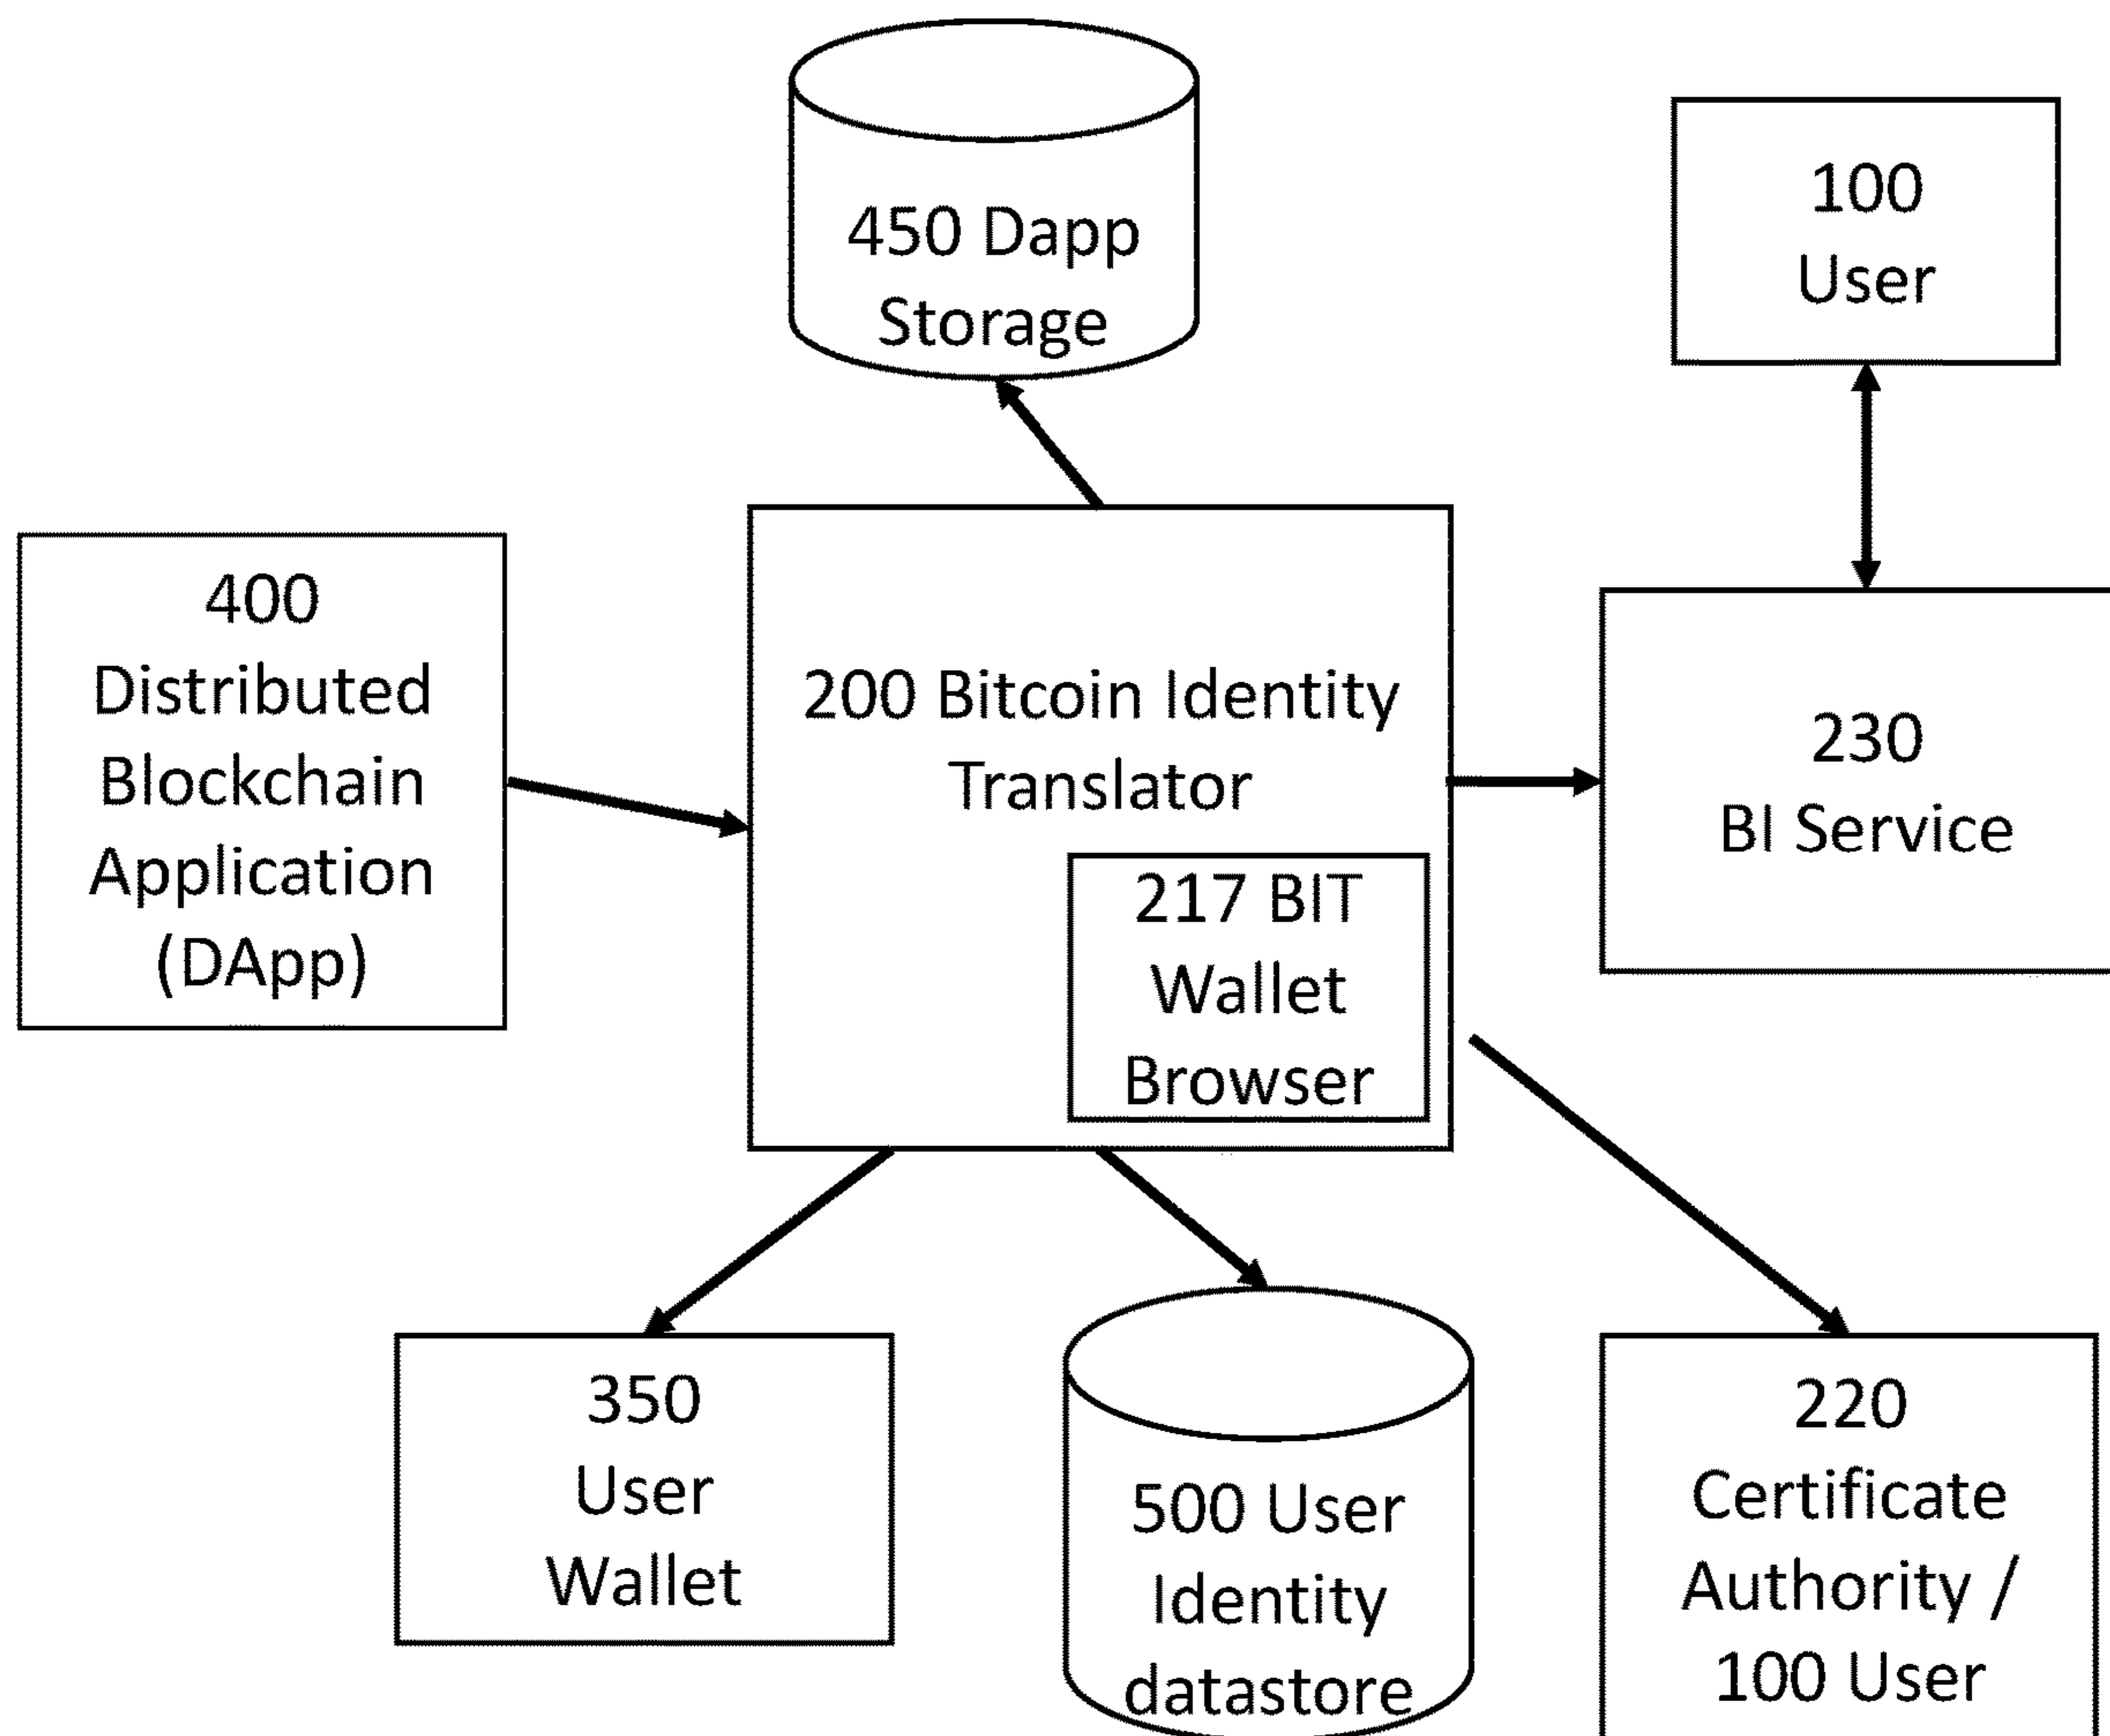 450 Dapp
Storage
100
User
400
Distributed
Blockchain
Application
(DApp)
200 Bitcoin Identity
Translator
217 BIT
Wallet
Browser
230
BI Service
350
User
Wallet
500 User
Identity
datastore
220
Certificate
Authority /
100 User